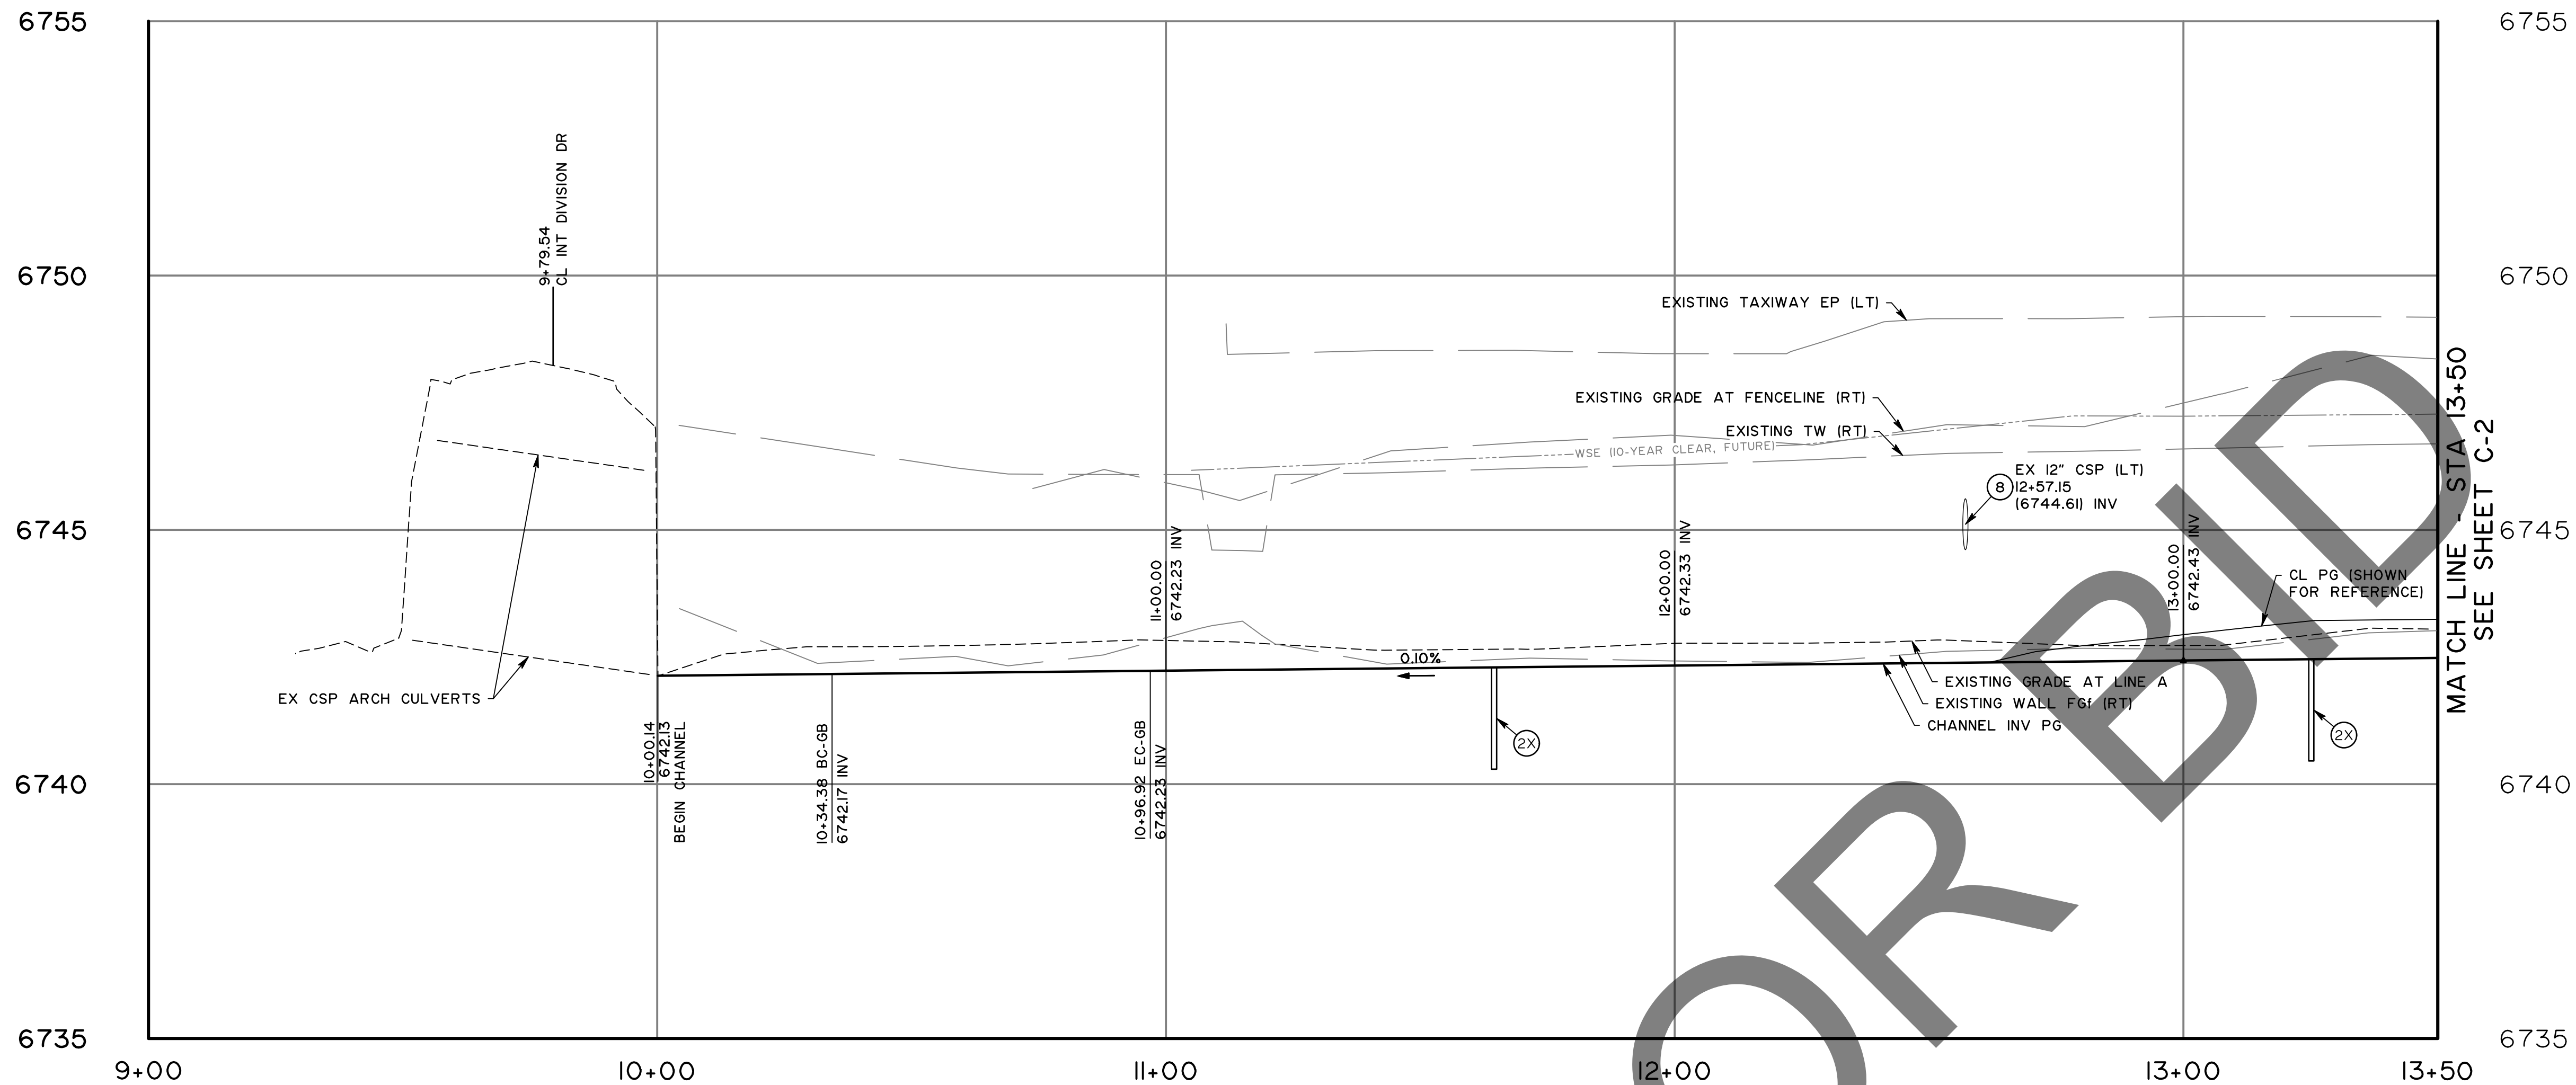 6755
6755
9+79.54
CL INT DIVISION DR
6750
6750
EXISTING TAXIWAY EP (LT)
EXISTING GRADE AT FENCELINE (RT)
EXISTING TW (RT)
WSE (10-YEAR CLEAR, FUTURE)
EX 12" CSP (LT)
8
12+57.15
(6744.61) INV
6745
6745
11+00.00
6742.23 INV
12+00.00
6742.33 INV
13+00.00
6742.43 INV
CL PG (SHOWN
FOR REFERENCE)
MATCH LINE - STA 13+50
SEE SHEET C-2
0.10%
EX CSP ARCH CULVERTS
EXISTING GRADE AT LINE A
EXISTING WALL FGf (RT)
CHANNEL INV PG
2X
2X
10+00.14
6742.13
BEGIN CHANNEL
10+34.38 BC-GB
6742.17 INV
10+96.92 EC-GB
6742.23 INV
6740
6740
6735
6735
9+00
10+00
11+00
12+00
13+00
13+50
OR BID